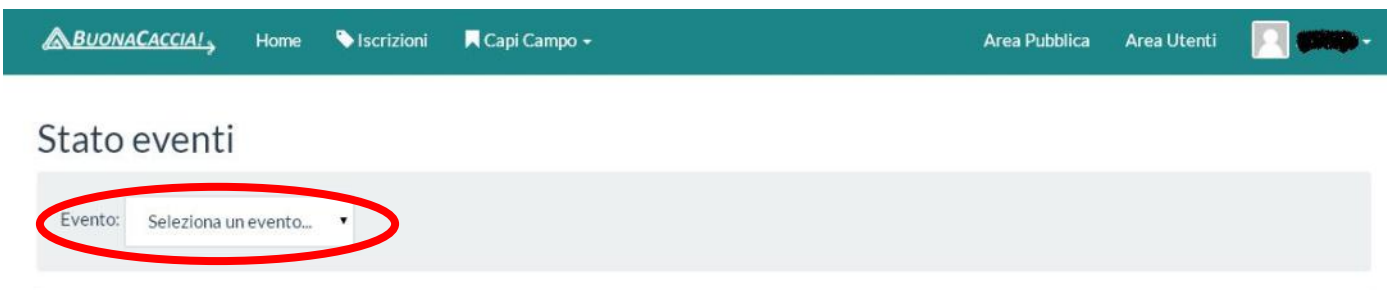 BUONACACCIA! Home Iscrizioni Capi Campo Area Pubblica Area Utenti
Stato eventi
Evento: Seleziona un evento...